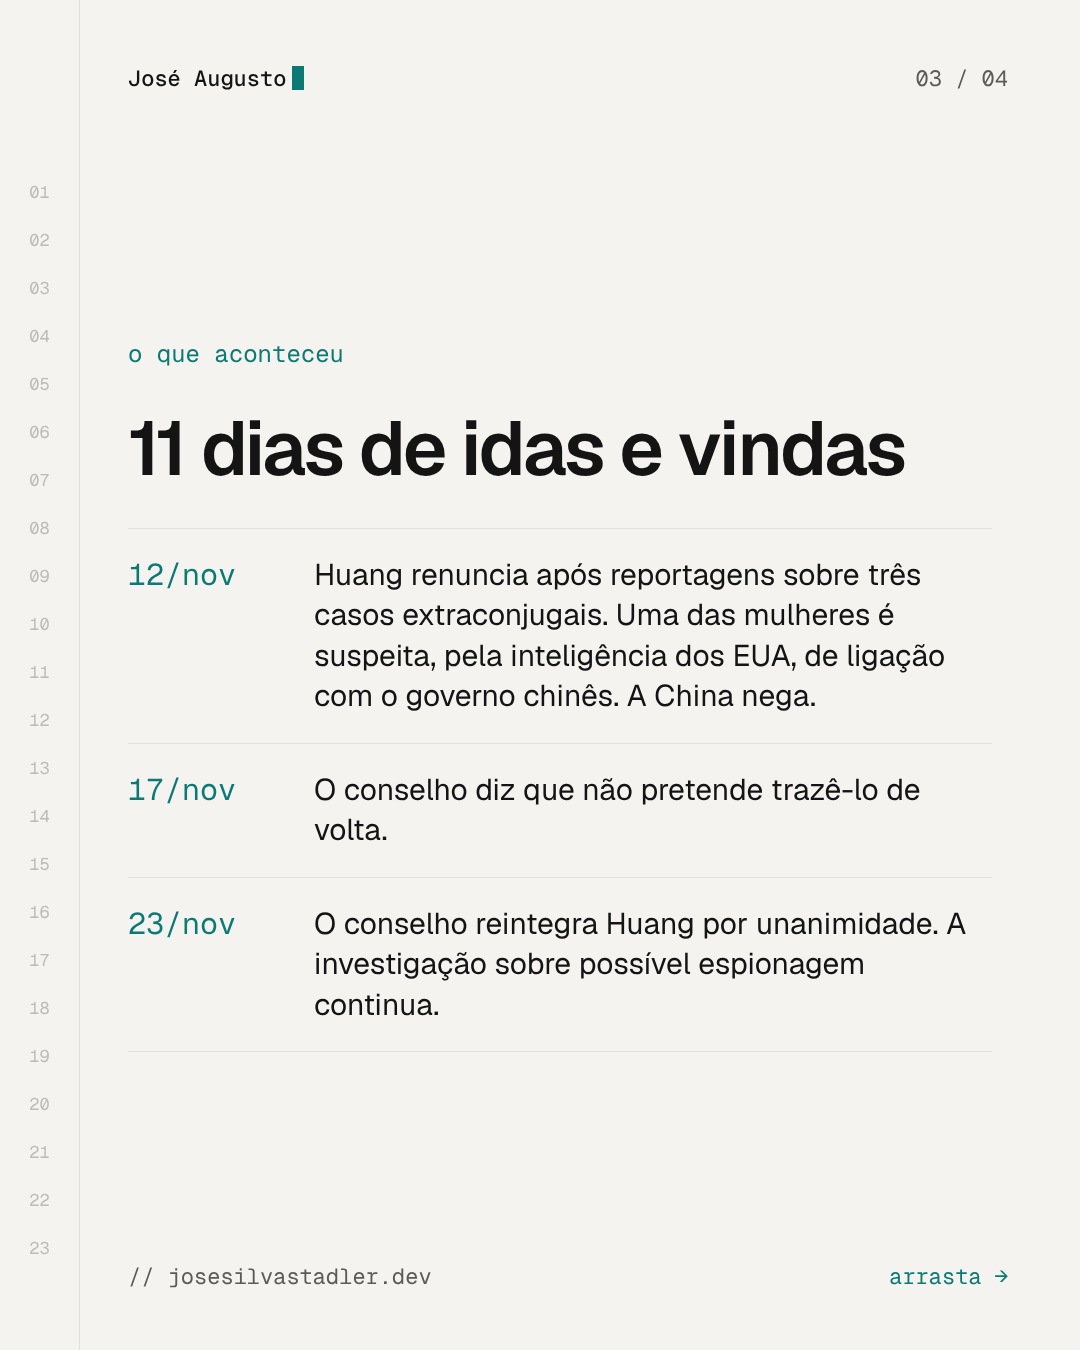 José Augusto
03 / 04
01
02
03
04
o que aconteceu
05
06
11 dias de idas e vindas
07
08
09
12/nov
Huang renuncia após reportagens sobre três
casos extraconjugais. Uma das mulheres é
suspeita, pela inteligência dos EUA, de ligação
com o governo chinês. A China nega.
10
11
12
13
17/nov
O conselho diz que não pretende trazê-lo de
volta.
14
15
16
23/nov
O conselho reintegra Huang por unanimidade. A
investigação sobre possível espionagem
continua.
17
18
19
20
21
22
23
// josesilvastadler.dev
arrasta →